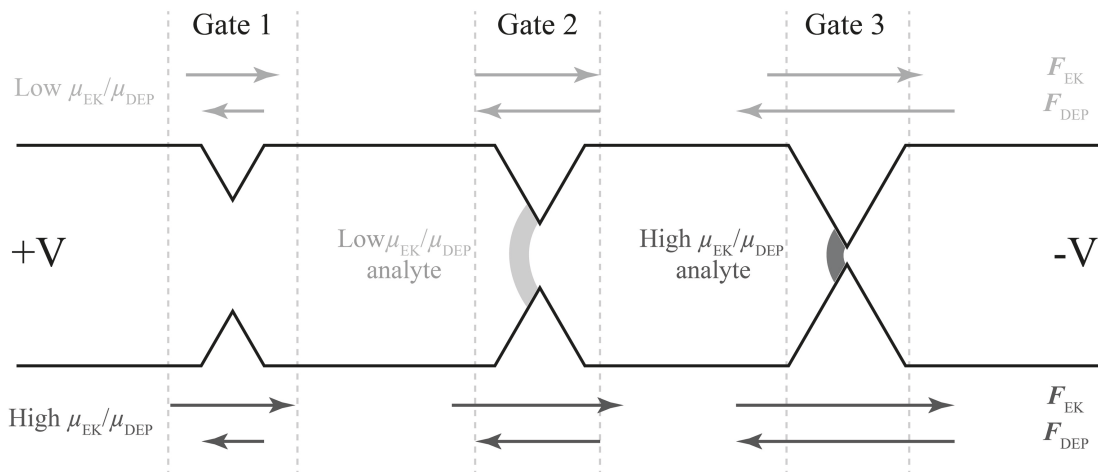 Gate 1 Gate 2 Gate 3
Low μEK/μDEP
FEK
FDEP
+V
Low μEK/μDEP
analyte
High μEK/μDEP
analyte
-V
High μEK/μDEP
FEK
FDEP